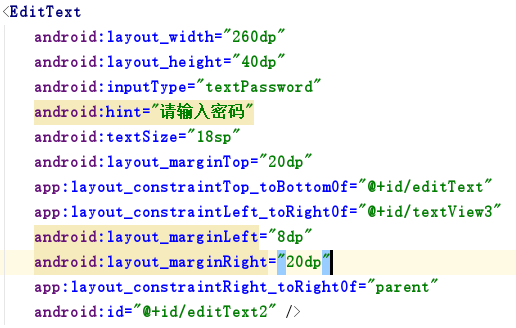 <EditText
android:layout_width="260dp"
android:layout_height="40dp"
android:inputType="textPassword"
android:hint="请输入密码"
android:textSize="18sp"
android:layout_marginTop="20dp"
app:layout_constraintTop_toBottomOf="@+id/editText"
app:layout_constraintLeft_toRightOf="@+id/textView3"
android:layout_marginLeft="8dp"
android:layout_marginRight="20dp"
app:layout_constraintRight_toRightOf="parent"
android:id="@+id/editText2" />